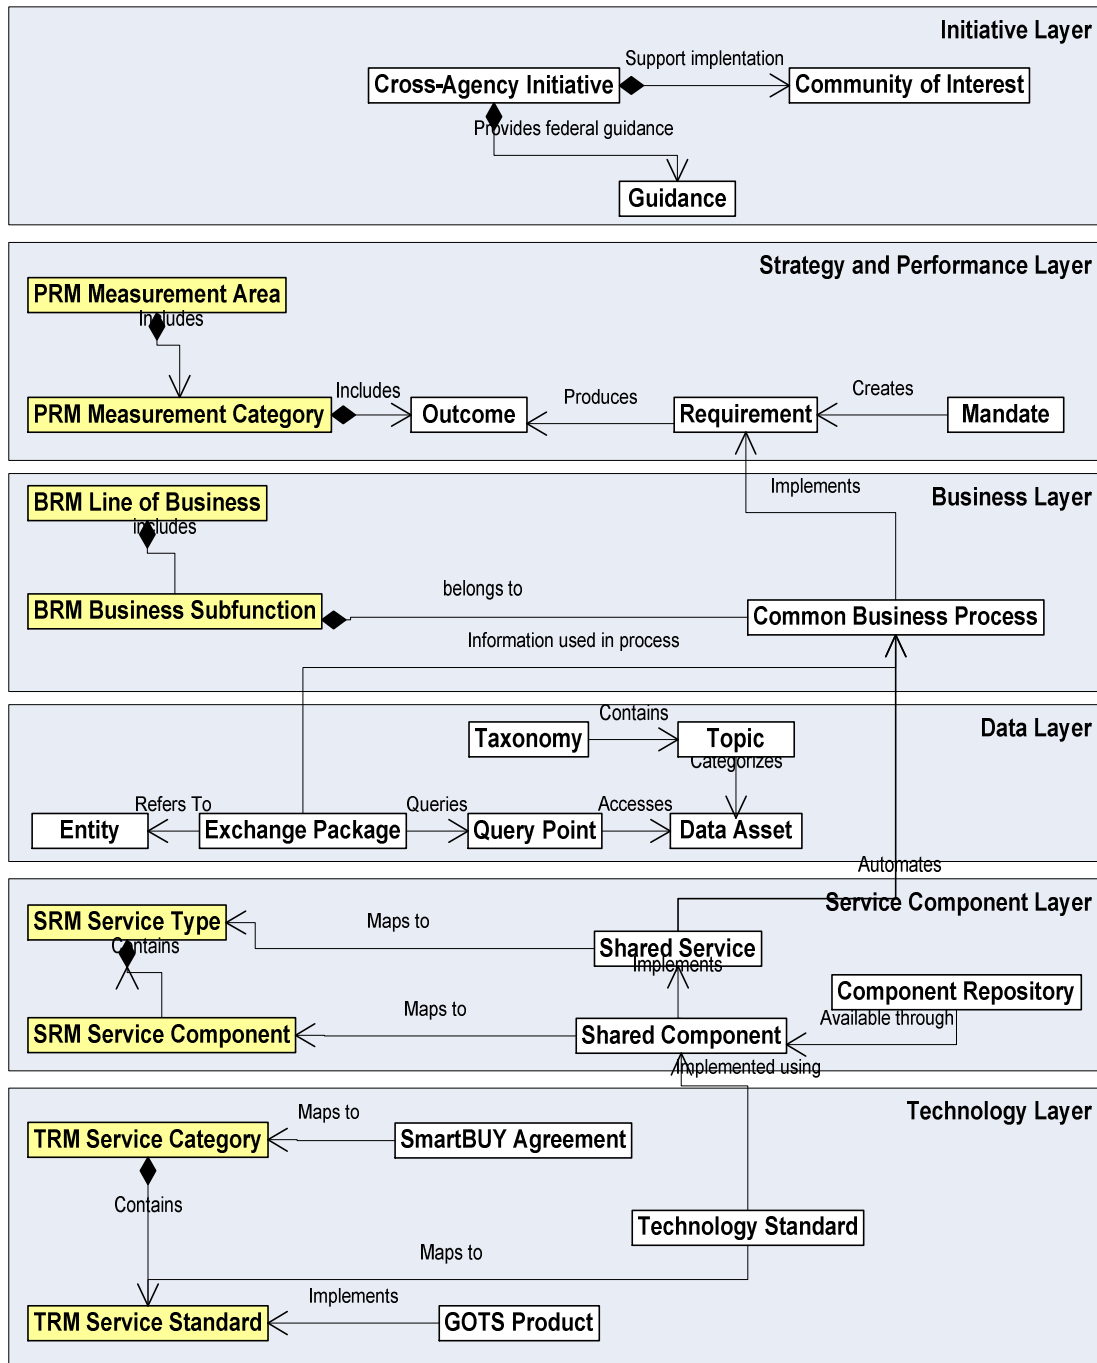 Initiative Layer
Support implentation
Cross-Agency Initiative
Community of Interest
Provides federal guidance
Guidance
Strategy and Performance Layer
PRM Measurement Area
Includes
PRM Measurement Category
Includes
Outcome
Produces
Requirement
Creates
Mandate
Implements
Business Layer
BRM Line of Business
includes
BRM Business Subfunction
belongs to
Common Business Process
Information used in process
Data Layer
Taxonomy
Contains
Topic
Categorizes
Entity
Refers To
Exchange Package
Queries
Query Point
Accesses
Data Asset
Automates
Service Component Layer
SRM Service Type
Contains
Maps to
Shared Service
Implements
Component Repository
Available through
SRM Service Component
Maps to
Shared Component
Implemented using
Technology Layer
TRM Service Category
Maps to
SmartBUY Agreement
Contains
Technology Standard
Maps to
TRM Service Standard
Implements
GOTS Product